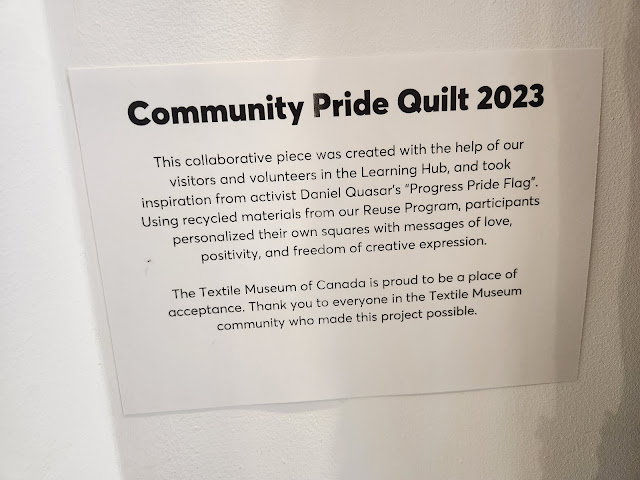 Community Pride Quilt 2023
This collaborative piece was created with the help of our
visitors and volunteers in the Learning Hub, and took
inspiration from activist Daniel Quasar's "Progress Pride Flag".
Using recycled materials from our Reuse Program, participants
personalized their own squares with messages of love,
positivity, and freedom of creative expression.
The Textile Museum of Canada is proud to be a place of
acceptance. Thank you to everyone in the Textile Museum
community who made this project possible.